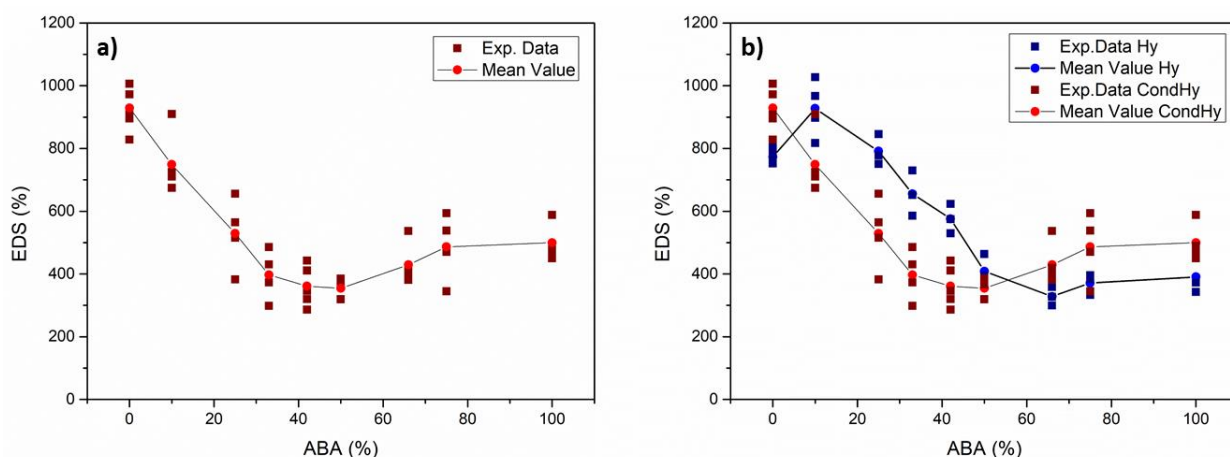 a)
Exp. Data
Mean Value
1200
1000
800
600
400
200
0
EDS (%)
0 20 40 60 80 100
ABA (%)
b)
Exp.Data Hy
Mean Value Hy
Exp.Data CondHy
Mean Value CondHy
1200
1000
800
600
400
200
0
EDS (%)
0 20 40 60 80 100
ABA (%)